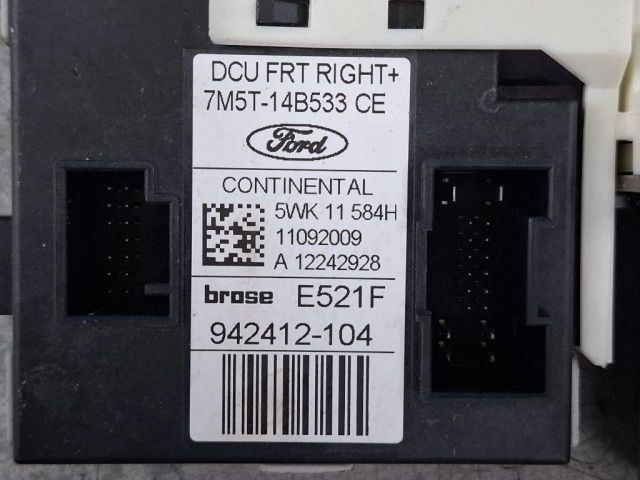 DCU FRT RIGHT+
7M5T-14B533 CE
Ford
CONTINENTAL
5WK 11 584H
11092009
A 12242928
brose E521F
942412-104